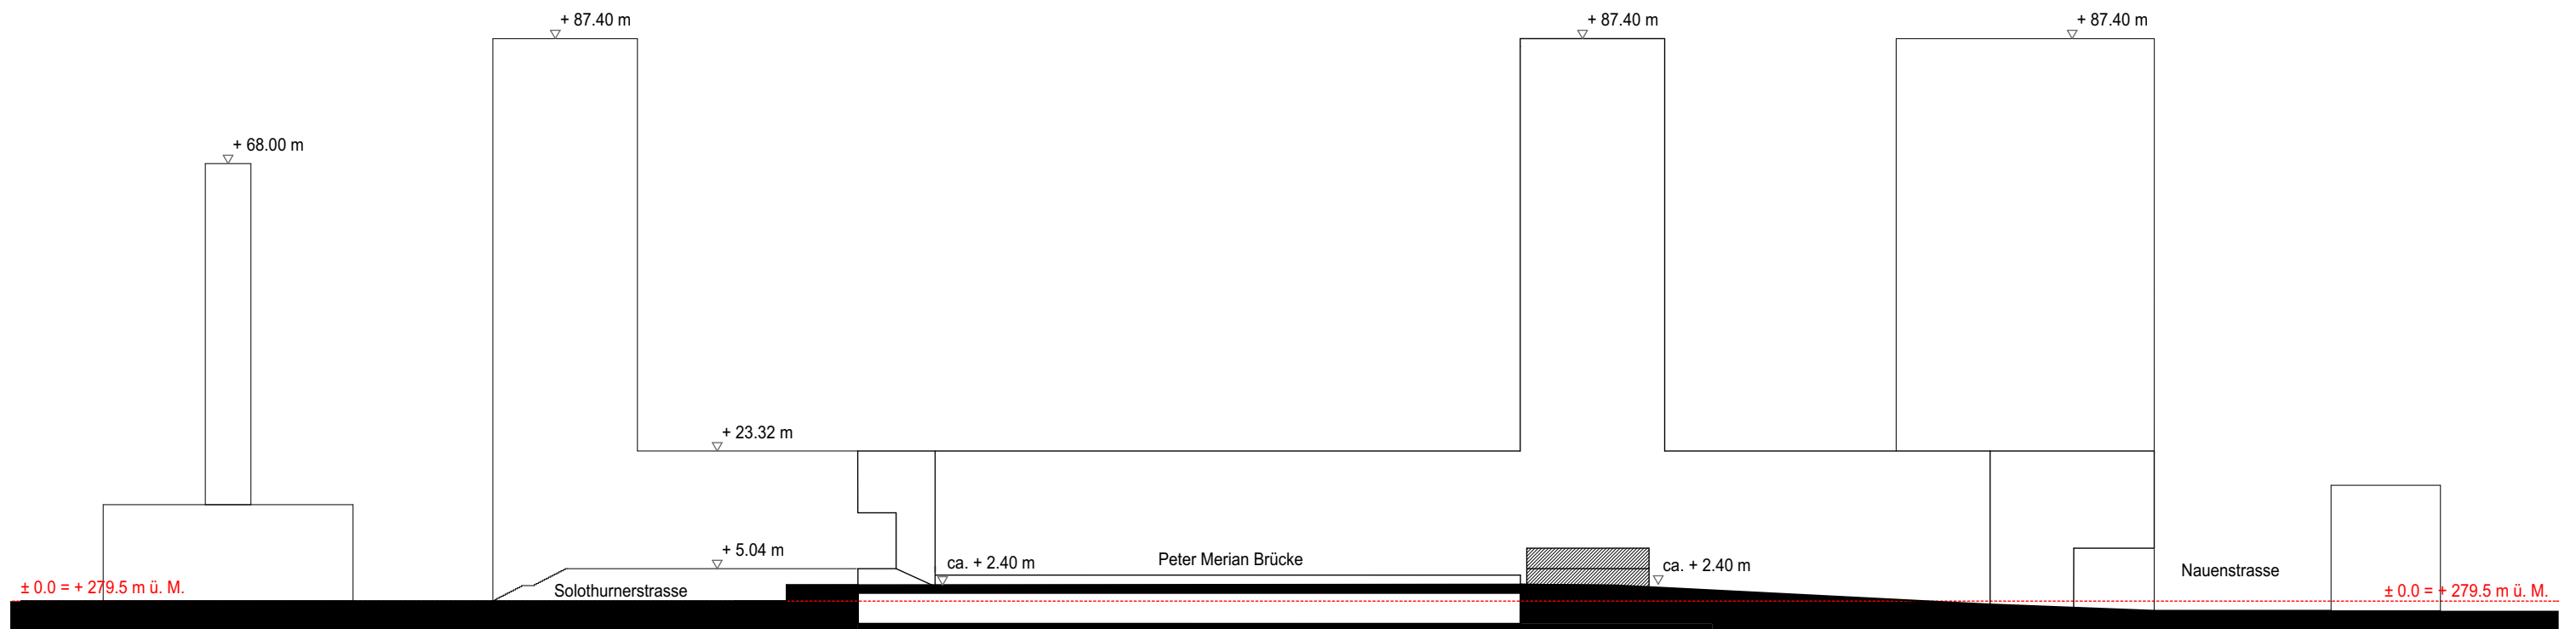 + 87.40 m
+ 87.40 m
+ 87.40 m
+ 68.00 m
+ 23.32 m
+ 5.04 m
ca. + 2.40 m
Peter Merian Brücke
ca. + 2.40 m
Nauenstrasse
± 0.0 = + 279.5 m ü. M.
Solothurnerstrasse
± 0.0 = + 279.5 m ü. M.